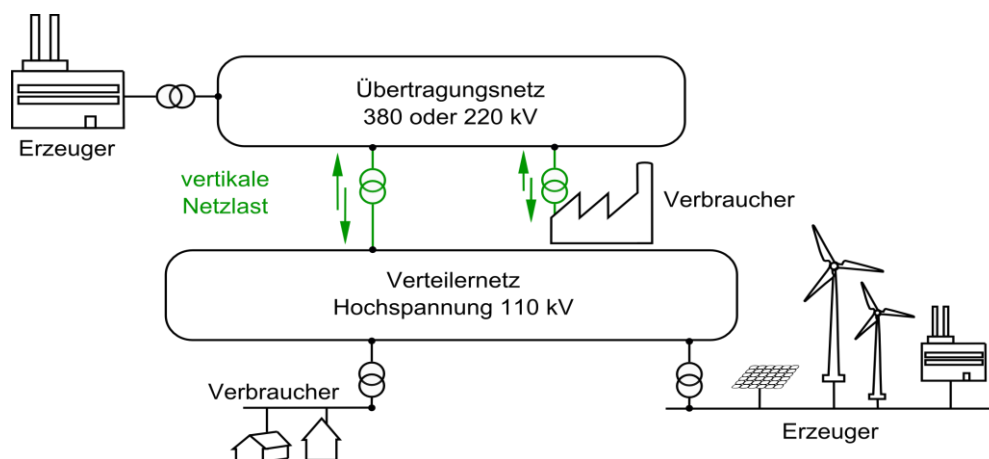 Übertragungsnetz
380 oder 220 kV
Erzeuger
vertikale
Netzlast
Verbraucher
Verteilernetz
Hochspannung 110 kV
Verbraucher
Erzeuger